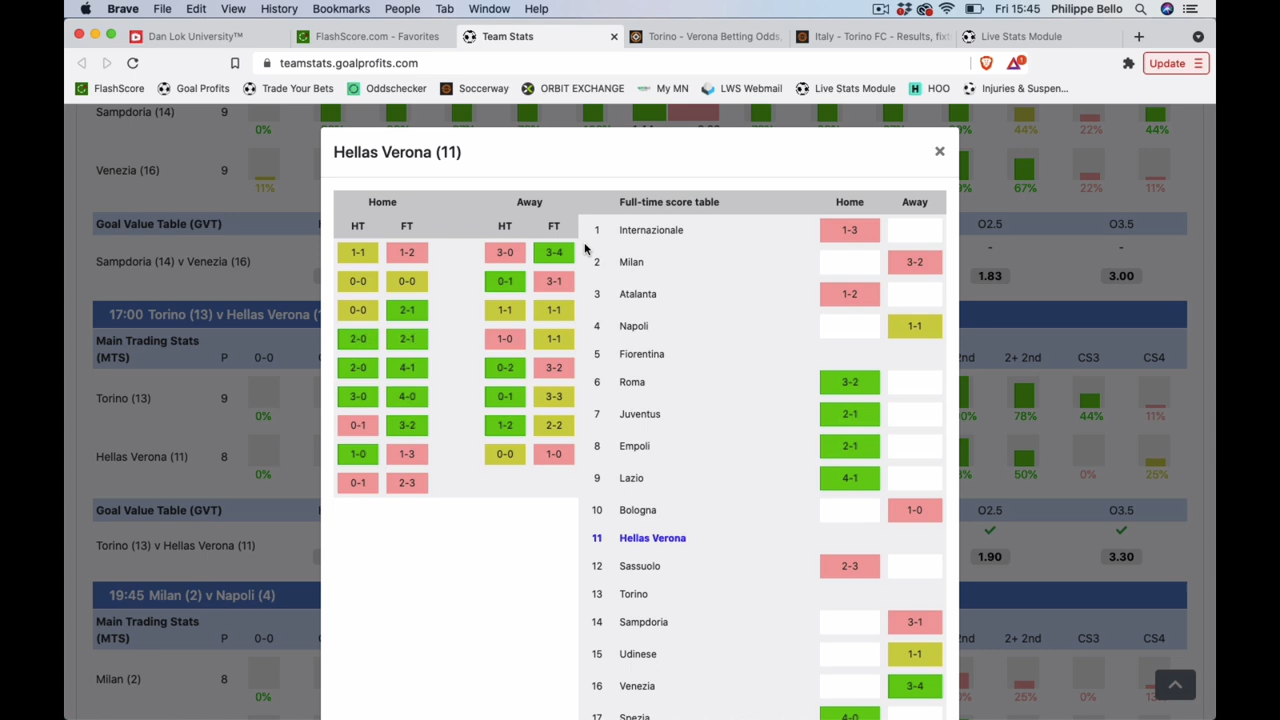 Brave File Edit View History Bookmarks People Tab Window Help Fri 15:45 Philippe Bello
Dan Lok University™ FlashScore.com - Favorites Team Stats Torino - Verona Betting Odds, Italy - Torino FC - Results, fixt Live Stats Module
teamstats.goalprofits.com 1 Update
FlashScore Goal Profits Trade Your Bets Oddschecker Soccerway ORBIT EXCHANGE My MN LWS Webmail Live Stats Module HOO Injuries & Suspen...
Sampdoria (14) 9
0% 44% 22% 44%
Venezia (16) 9
11% 67% 22% 11%
Goal Value Table (GVT) O2.5 O3.5
- -
Sampdoria (14) v Venezia (16) 1.83 3.00
17:00 Torino (13) v Hellas Verona (
Main Trading Stats
(MTS) P 0-0 2nd 2+ 2nd CS3 CS4
Torino (13) 9
0% 78% 44% 11%
Hellas Verona (11) 8
0% 50% 0% 25%
Goal Value Table (GVT) O2.5 O3.5
Torino (13) v Hellas Verona (11) 1.90 3.30
19:45 Milan (2) v Napoli (4)
Main Trading Stats
(MTS) P 0-0 2nd 2+ 2nd CS3 CS4
Milan (2) 8
0% 25% 0%
Hellas Verona (11) ×
Home Away
HT FT HT FT
1-1 1-2 3-0 3-4
0-0 0-0 0-1 3-1
0-0 2-1 1-1 1-1
2-0 2-1 1-0 1-1
2-0 4-1 0-2 3-2
3-0 4-0 0-1 3-3
0-1 3-2 1-2 2-2
1-0 1-3 0-0 1-0
0-1 2-3
Full-time score table Home Away
1 Internazionale 1-3
2 Milan 3-2
3 Atalanta 1-2
4 Napoli 1-1
5 Fiorentina
6 Roma 3-2
7 Juventus 2-1
8 Empoli 2-1
9 Lazio 4-1
10 Bologna 1-0
11 Hellas Verona
12 Sassuolo 2-3
13 Torino
14 Sampdoria 3-1
15 Udinese 1-1
16 Venezia 3-4
17 Spezia 4-0